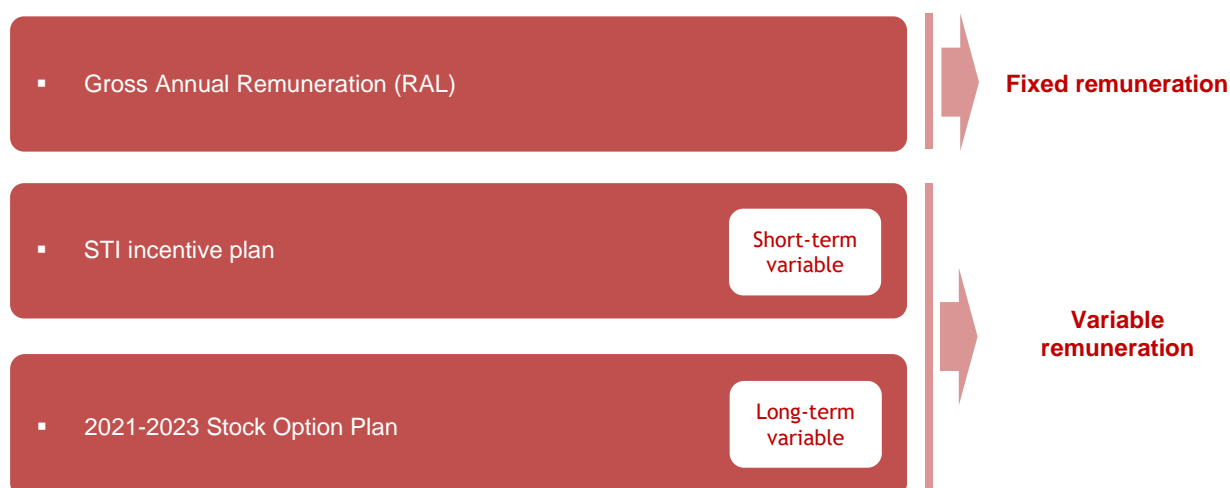 ▪ Gross Annual Remuneration (RAL)
Fixed remuneration
▪ STI incentive plan
Short-term
variable
Variable
remuneration
▪ 2021-2023 Stock Option Plan
Long-term
variable